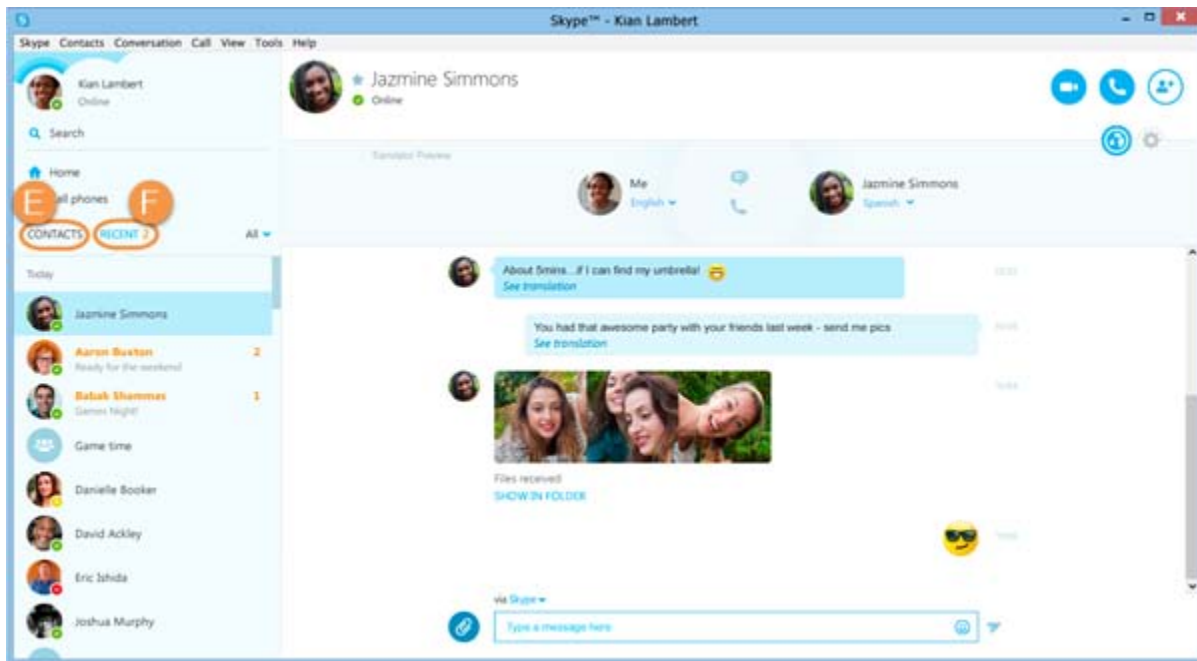 Skype™ - Kian Lambert
Skype Contacts Conversation Call View Tools Help
Kian Lambert
Online
Search
Home
all phones
E
F
CONTACTS
RECENT 2
All
Today
Jazmine Simmons
Aaron Buxton
2
Ready for the weekend
Babak Shammas
1
Games Night!
Game time
Danielle Booker
David Ackley
Eric Ishida
Joshua Murphy
Jazmine Simmons
Online
Translator Preview
Me
English
Jazmine Simmons
Spanish
About 5mins...if I can find my umbrella!
See translation
You had that awesome party with your friends last week - send me pics
See translation
Files received
SHOW IN FOLDER
via Skype
Type a message here